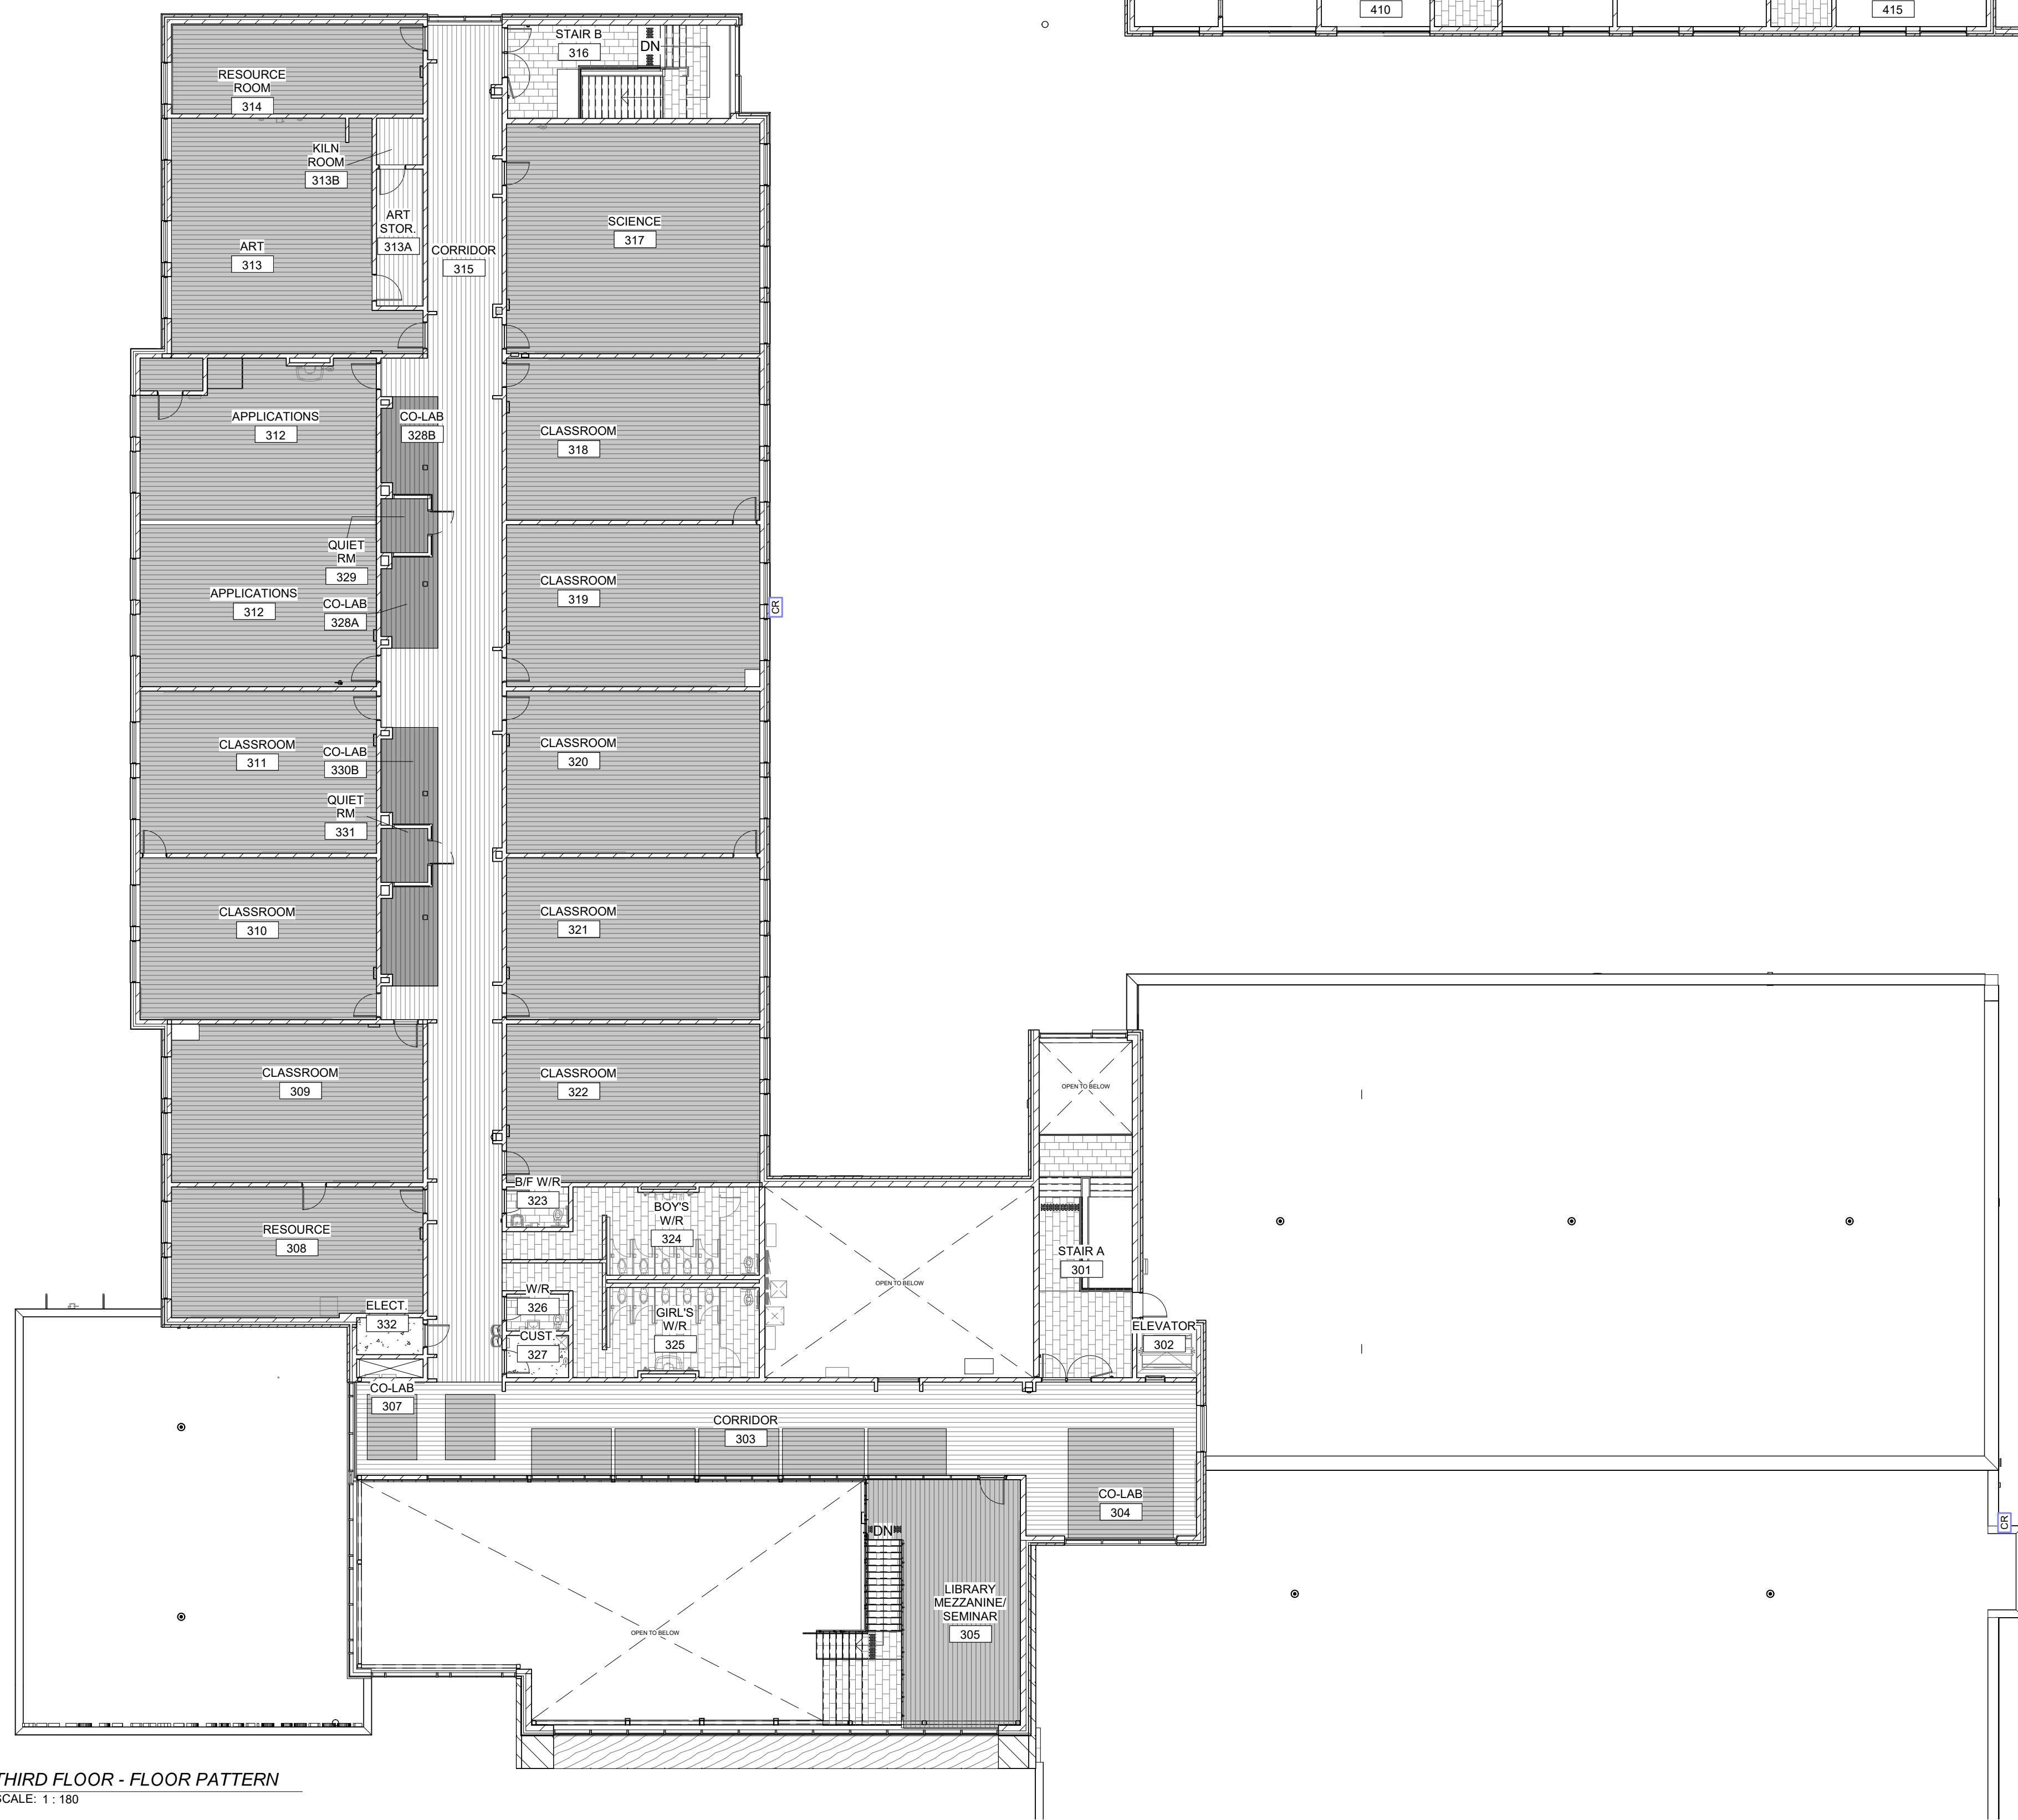 410
415
STAIR B
316
DN
RESOURCE
ROOM
314
KILN
ROOM
313B
ART
STOR.
313A
SCIENCE
317
ART
313
CORRIDOR
315
APPLICATIONS
312
CO-LAB
328B
CLASSROOM
318
QUIET
RM
329
APPLICATIONS
312
CO-LAB
328A
CLASSROOM
319
CR
CLASSROOM
311
CO-LAB
330B
CLASSROOM
320
QUIET
RM
331
CLASSROOM
310
CLASSROOM
321
CLASSROOM
309
CLASSROOM
322
OPEN TO BELOW
B/F W/R
323
BOY'S
W/R
324
RESOURCE
308
STAIR A
301
OPEN TO BELOW
W/R
326
ELECT.
332
GIRL'S
W/R
325
CUST.
327
ELEVATOR
302
CO-LAB
307
CORRIDOR
303
CO-LAB
304
CR
DN
LIBRARY
MEZZANINE/
SEMINAR
305
OPEN TO BELOW
THIRD FLOOR - FLOOR PATTERN
SCALE: 1 : 180